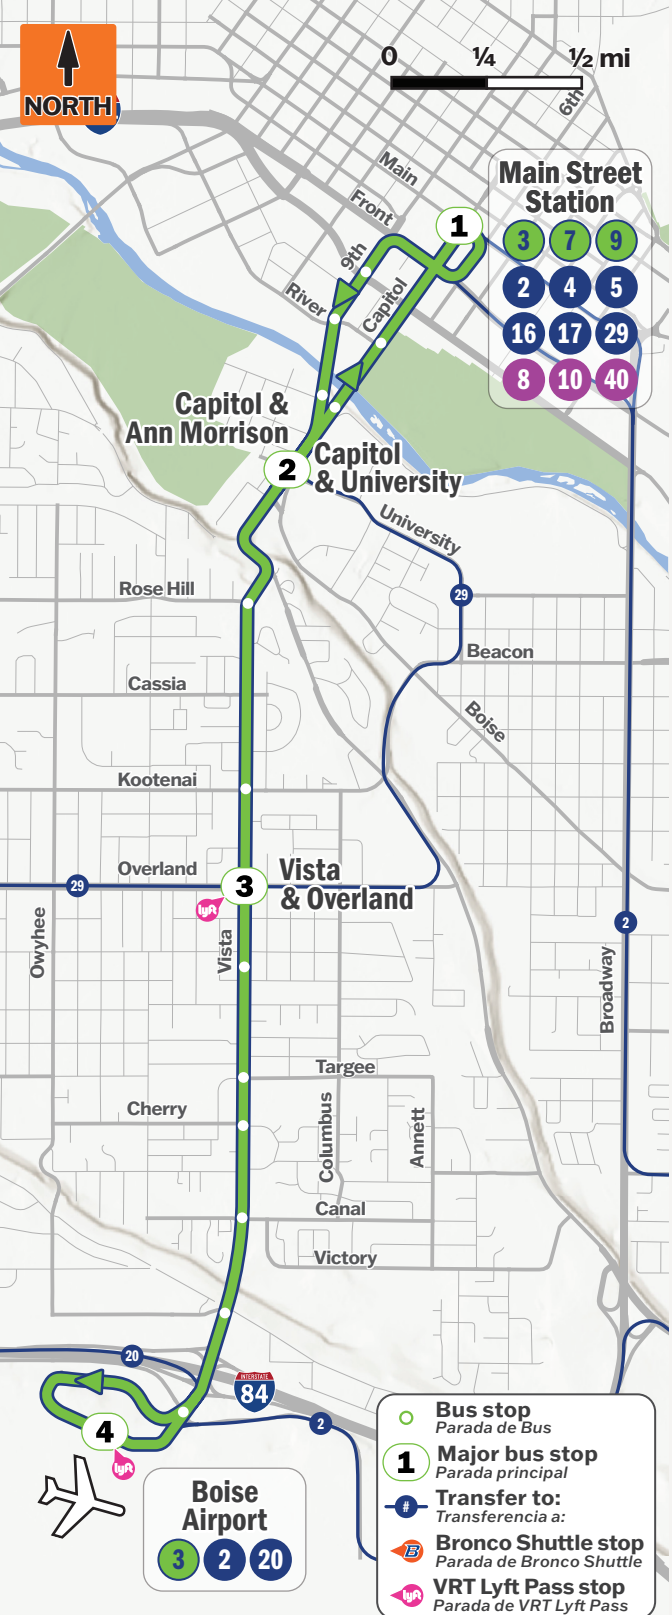 NORTH
0 ¼ ½ mi
6th
Main
Front
9th
River
Capitol
1
Main Street
Station
3 7 9
2 4 5
16 17 29
8 10 40
Capitol &
Ann Morrison
2
Capitol
& University
University
29
Rose Hill
Beacon
Cassia
Boise
Kootenai
Overland
29
3
Vista
& Overland
lyft
Owyhee
Vista
2
Broadway
Targee
Cherry
Columbus
Annett
Canal
Victory
20
INTERSTATE
84
2
4
lyft
Boise
Airport
3 2 20
Bus stop
Parada de Bus
1
Major bus stop
Parada principal
#
Transfer to:
Transferencia a:
B
Bronco Shuttle stop
Parada de Bronco Shuttle
lyft
VRT Lyft Pass stop
Parada de VRT Lyft Pass